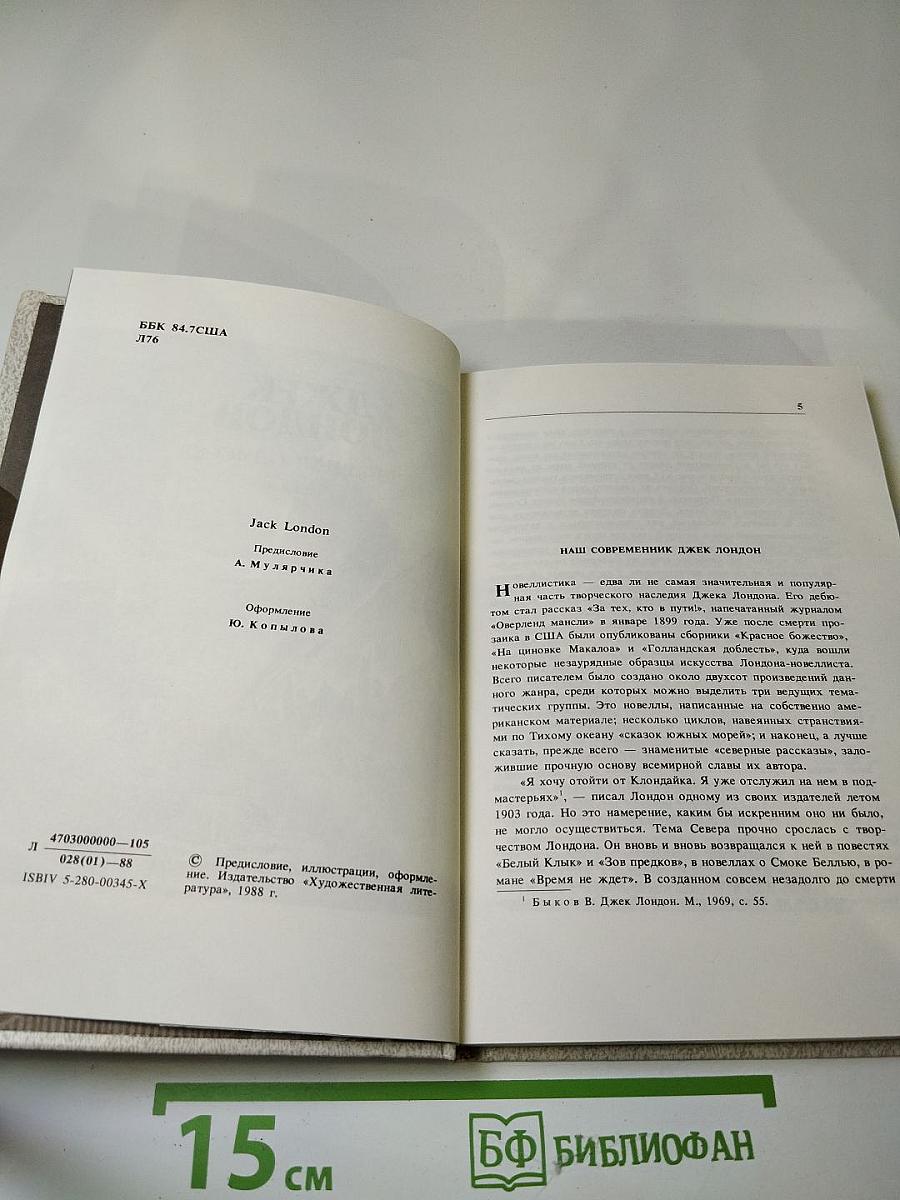 ББК 84.7США
Л76
Jack London
Предисловие
А. Мулярчика
Оформление
Ю. Копылова
Л 4703000000—105
028(01)—88
ISBIV 5-280-00345-X
© Предисловие, иллюстрации, оформле-
ние. Издательство «Художественная лите-
ратура», 1988 г.
5
НАШ СОВРЕМЕННИК ДЖЕК ЛОНДОН
Новеллистика — едва ли не самая значительная и популяр-
ная часть творческого наследия Джека Лондона. Его дебю-
том стал рассказ «За тех, кто в пути!», напечатанный журналом
«Оверленд мансли» в январе 1899 года. Уже после смерти про-
заика в США были опубликованы сборники «Красное божество»,
«На циновке Макалоа» и «Голландская доблесть», куда вошли
некоторые незаурядные образцы искусства Лондона-новеллиста.
Всего писателем было создано около двухсот произведений дан-
ного жанра, среди которых можно выделить три ведущих тема-
тических группы. Это новеллы, написанные на собственно аме-
риканском материале; несколько циклов, навеянных странствия-
ми по Тихому океану «сказок южных морей»; и наконец, а лучше
сказать, прежде всего — знаменитые «северные рассказы», зало-
жившие прочную основу всемирной славы их автора.
«Я хочу отойти от Клондайка. Я уже отслужил на нем в под-
мастерьях»1, — писал Лондон одному из своих издателей летом
1903 года. Но это намерение, каким бы искренним оно ни было,
не могло осуществиться. Тема Севера прочно срослась с твор-
чеством Лондона. Он вновь и вновь возвращался к ней в повестях
«Белый Клык» и «Зов предков», в новеллах о Смоке Беллью, в ро-
мане «Время не ждет». В созданном совсем незадолго до смерти
1 Быков В. Джек Лондон. М., 1969, с. 55.
15 см
БФ БИБЛИОФАН